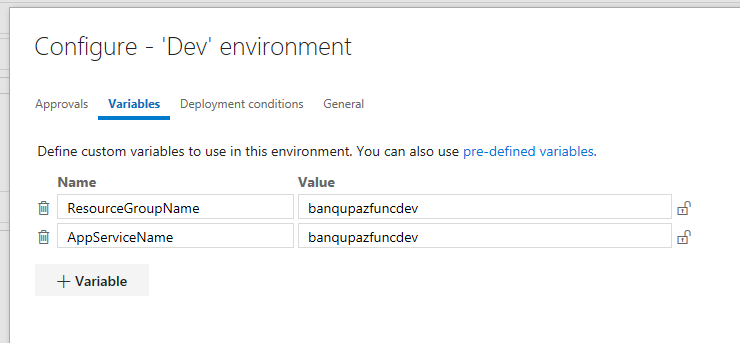 Configure - 'Dev' environment
Approvals Variables Deployment conditions General
Define custom variables to use in this environment. You can also use pre-defined variables.
Name Value
ResourceGroupName banqupazfuncdev
AppServiceName banqupazfuncdev
+ Variable